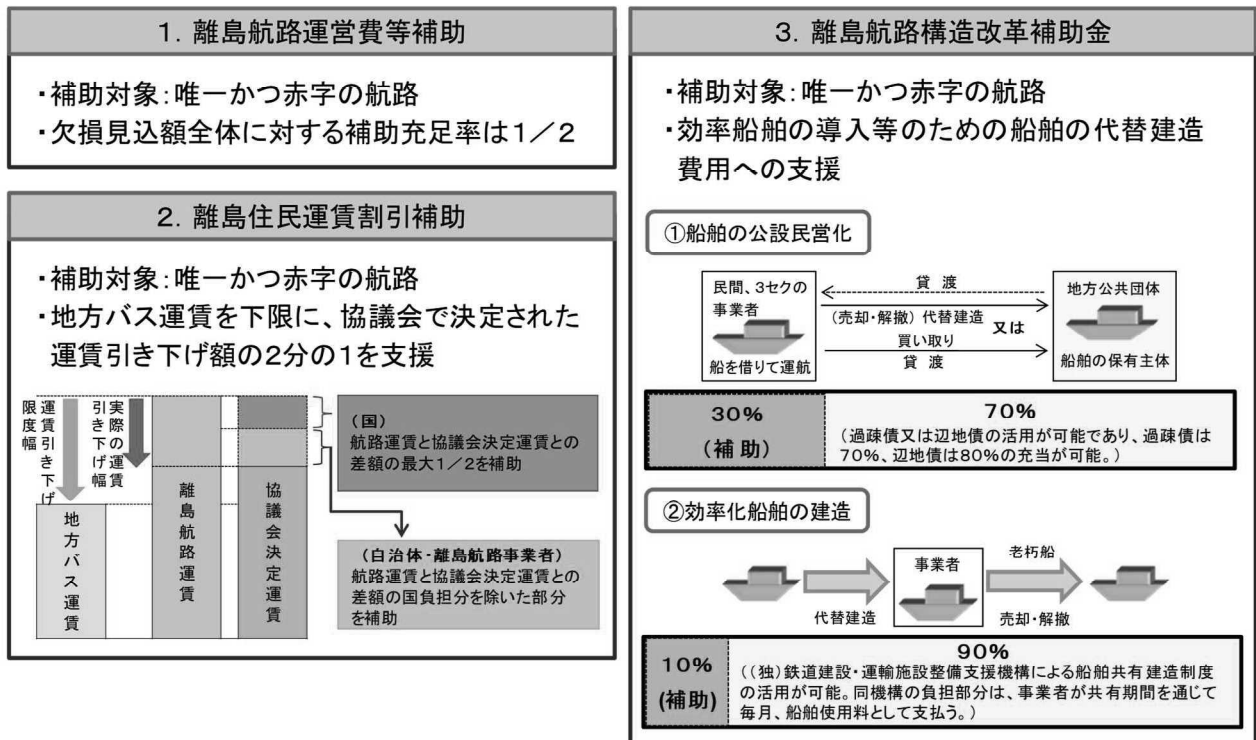 1. 離島航路運営費等補助
・補助対象:唯一かつ赤字の航路
・欠損見込額全体に対する補助充足率は1/2
2. 離島住民運賃割引補助
・補助対象:唯一かつ赤字の航路
・地方バス運賃を下限に、協議会で決定された
運賃引き下げ額の2分の1を支援
運賃引き下げ
限度幅
実際の運賃
引き下げ幅
地方バス運賃
離島航路運賃
協議会決定運賃
(国)
航路運賃と協議会決定運賃との
差額の最大1/2を補助
(自治体・離島航路事業者)
航路運賃と協議会決定運賃との
差額の国負担分を除いた部分
を補助
3. 離島航路構造改革補助金
・補助対象:唯一かつ赤字の航路
・効率船舶の導入等のための船舶の代替建造
費用への支援
①船舶の公設民営化
民間、3セクの
事業者
船を借りて運航
貸 渡
(売却・解撤) 代替建造
又は
買い取り
貸 渡
地方公共団体
船舶の保有主体
30%
(補 助)
70%
(過疎債又は辺地債の活用が可能であり、過疎債は
70%、辺地債は80%の充当が可能。)
②効率化船舶の建造
代替建造
事業者
老朽船
売却・解撤
10%
(補助)
90%
((独)鉄道建設・運輸施設整備支援機構による船舶共有建造制度
の活用が可能。同機構の負担部分は、事業者が共有期間を通じて
毎月、船舶使用料として支払う。)